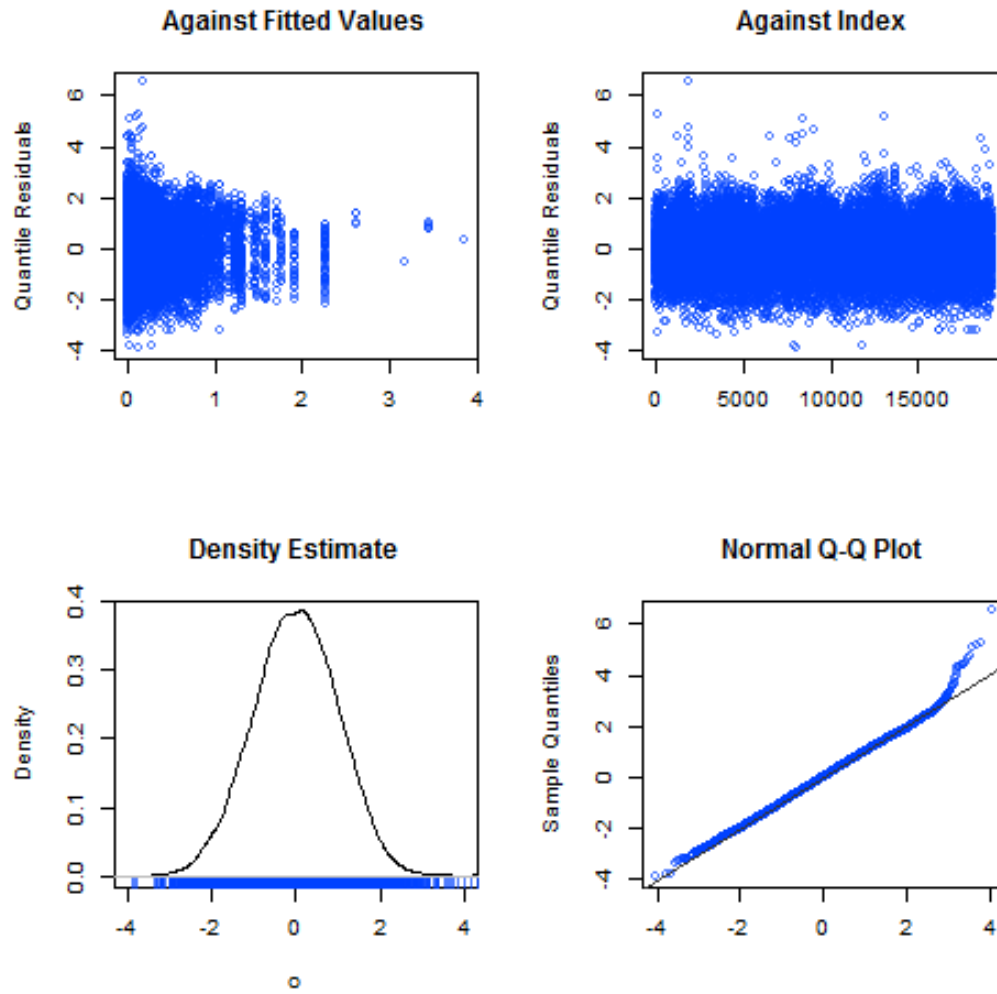 Against Fitted Values
Quantile Residuals
6
4
2
0
-2
-4
0 1 2 3 4
Against Index
Quantile Residuals
6
4
2
0
-2
-4
0 5000 10000 15000
Density Estimate
Density
0.4
0.3
0.2
0.1
0.0
-4 -2 0 2 4
o
Normal Q-Q Plot
Sample Quantiles
6
4
2
0
-2
-4
-4 -2 0 2 4